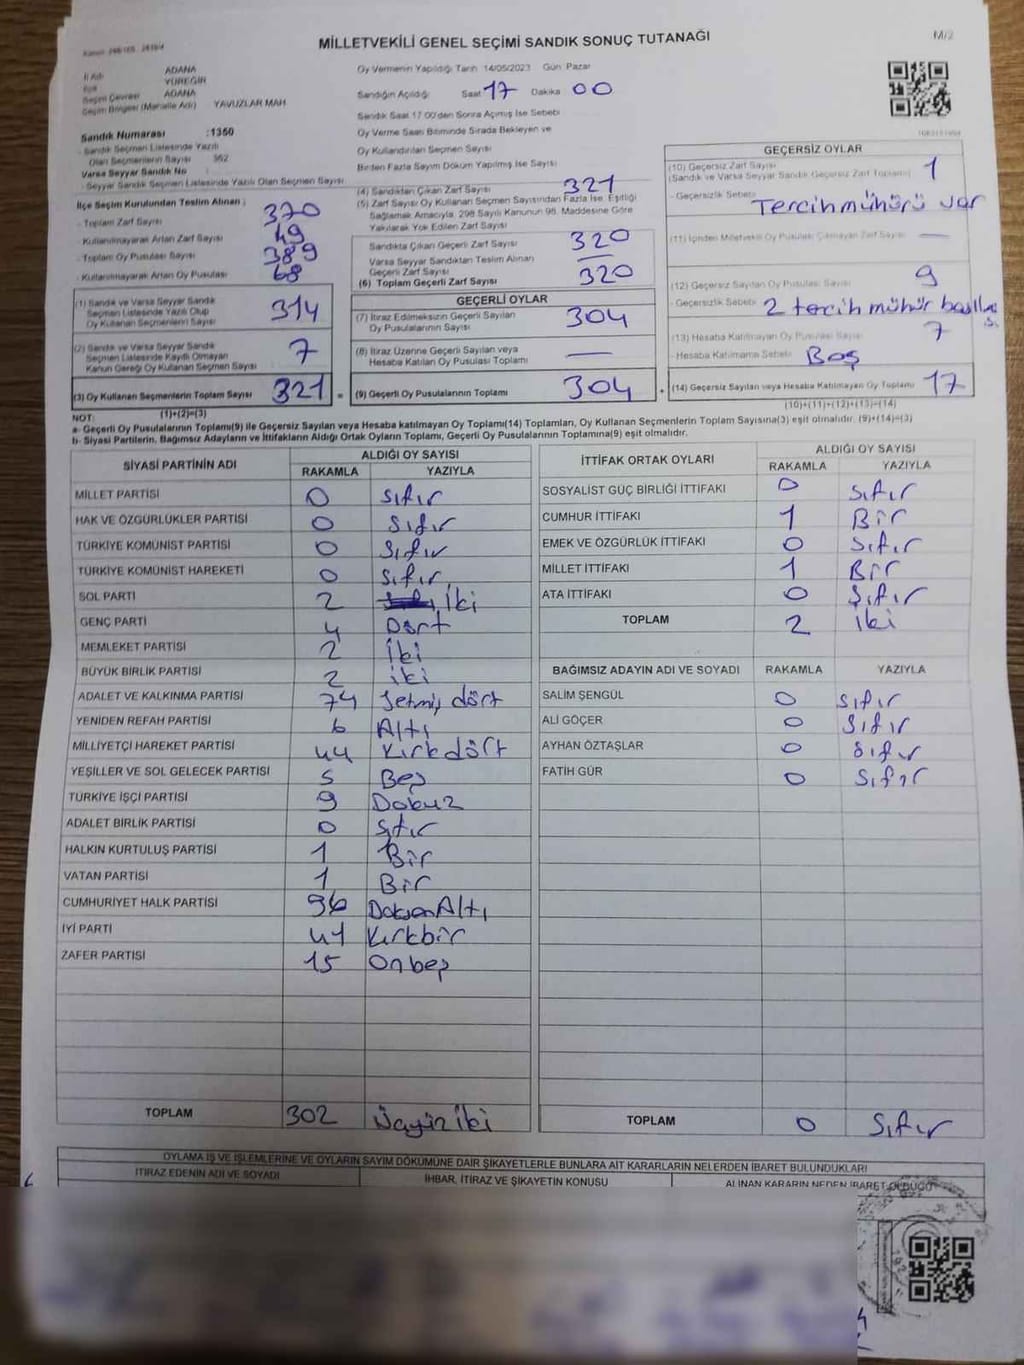 MİLLETVEKİLİ GENEL SEÇİMİ SANDIK SONUÇ TUTANAĞI
M/2
İl Adı ADANA
İlçe YÜREĞİR
Seçim Çevresi ADANA
Seçim Bölgesi (Mahalle Adı) YAVUZLAR MAH
Sandık Numarası :1350
- Sandık Seçmen Listesinde Yazılı
Olan Seçmenlerin Sayısı 362
Varsa Seyyar Sandık No
- Seyyar Sandık Listesinde Yazılı Olan Seçmen Sayısı
İlçe Seçim Kurulundan Teslim Alınan ;
- Toplam Zarf Sayısı 370
- Kullanılmayarak Artan Zarf Sayısı 49
- Toplam Oy Pusulası Sayısı 389
- Kullanılmayarak Artan Oy Pusulası 68
(1) Sandık ve Varsa Seyyar Sandık
Seçmen Listesinde Yazılı Olup
Oy Kullanan Seçmenlerin Sayısı 314
(2) Sandık ve Varsa Seyyar Sandık
Seçmen Listesinde Kayıtlı Olmayan
Kanun Gereği Oy Kullanan Seçmen Sayısı 7
(3) Oy Kullanan Seçmenlerin Toplam Sayısı 321 =
(1)+(2)=(3)
Oy Vermenin Yapıldığı Tarih 14/05/2023 Gün Pazar
Sandığın Açıldığı Saat 17 Dakika 00
Sandık Saat 17.00'den Sonra Açılmış İse Sebebi
Oy Verme Saati Bitiminde Sırada Bekleyen ve
Oy Kullandırılan Seçmen Sayısı
Birden Fazla Sayım Döküm Yapılmış İse Sayısı
(4) Sandıktan Çıkan Zarf Sayısı 321
(5) Zarf Sayısı Oy Kullanan Seçmen Sayısından Fazla İse, Eşitliği
Sağlamak Amacıyla, 298 Sayılı Kanunun 98. Maddesine Göre
Yakılarak Yok Edilen Zarf Sayısı
Sandıkta Çıkan Geçerli Zarf Sayısı 320
Varsa Seyyar Sandıktan Teslim Alınan
Geçerli Zarf Sayısı —
(6) Toplam Geçerli Zarf Sayısı 320
GEÇERLİ OYLAR
(7) İtiraz Edilmeksizin Geçerli Sayılan
Oy Pusulalarının Sayısı 304
(8) İtiraz Üzerine Geçerli Sayılan veya
Hesaba Katılan Oy Pusulası Toplamı —
(9) Geçerli Oy Pusulalarının Toplamı 304 +
GEÇERSİZ OYLAR
(10) Geçersiz Zarf Sayısı 1
(Sandık ve Varsa Seyyar Sandık Geçersiz Zarf Toplamı)
- Geçersizlik Sebebi Tercih mühürü var
(11) İçinden Milletvekili Oy Pusulası Çıkmayan Zarf Sayısı —
(12) Geçersiz Sayılan Oy Pusulası Sayısı 9
- Geçersizlik Sebebi 2 tercih mühür
(13) Hesaba Katılmayan Oy Pusulası Sayısı 7
- Hesaba Katılmama Sebebi Boş
(14) Geçersiz Sayılan veya Hesaba Katılmayan Oy Toplamı 17
(10)+(11)+(12)+(13)=(14)
NOT:
a- Geçerli Oy Pusulalarının Toplamı(9) ile Geçersiz Sayılan veya Hesaba katılmayan Oy Toplamı(14) Toplamları, Oy Kullanan Seçmenlerin Toplam Sayısına(3) eşit olmalıdır. (9)+(14)=(3)
b- Siyasi Partilerin, Bağımsız Adayların ve İttifakların Aldığı Ortak Oyların Toplamı, Geçerli Oy Pusulalarının Toplamına(9) eşit olmalıdır.
SİYASİ PARTİNİN ADI ALDIĞI OY SAYISI
RAKAMLA YAZIYLA
MİLLET PARTİSİ 0 Sıfır
HAK VE ÖZGÜRLÜKLER PARTİSİ 0 Sıfır
TÜRKİYE KOMÜNİST PARTİSİ 0 Sıfır
TÜRKİYE KOMÜNİST HAREKETİ 0 Sıfır
SOL PARTİ 2 İki
GENÇ PARTİ 4 Dört
MEMLEKET PARTİSİ 2 İki
BÜYÜK BİRLİK PARTİSİ 2 iki
ADALET VE KALKINMA PARTİSİ 74 Yetmiş dört
YENİDEN REFAH PARTİSİ 6 Altı
MİLLİYETÇİ HAREKET PARTİSİ 44 Kırkdört
YEŞİLLER VE SOL GELECEK PARTİSİ 5 Beş
TÜRKİYE İŞÇİ PARTİSİ 9 Dokuz
ADALET BİRLİK PARTİSİ 0 Sıfır
HALKIN KURTULUŞ PARTİSİ 1 Bir
VATAN PARTİSİ 1 Bir
CUMHURİYET HALK PARTİSİ 96 DoksanAltı
İYİ PARTİ 41 Kırkbir
ZAFER PARTİSİ 15 Onbeş
TOPLAM 302 Üçyüziki
İTTİFAK ORTAK OYLARI ALDIĞI OY SAYISI
RAKAMLA YAZIYLA
SOSYALİST GÜÇ BİRLİĞİ İTTİFAKI 0 Sıfır
CUMHUR İTTİFAKI 1 Bir
EMEK VE ÖZGÜRLÜK İTTİFAKI 0 Sıfır
MİLLET İTTİFAKI 1 Bir
ATA İTTİFAKI 0 Sıfır
TOPLAM 2 iki
BAĞIMSIZ ADAYIN ADI VE SOYADI RAKAMLA YAZIYLA
SALİM ŞENGÜL 0 Sıfır
ALİ GÖÇER 0 Sıfır
AYHAN ÖZTAŞLAR 0 Sıfır
FATİH GÜR 0 Sıfır
TOPLAM 0 Sıfır
OYLAMA İŞ VE İŞLEMLERİNE VE OYLARIN SAYIM DÖKÜMÜNE DAİR ŞİKAYETLERLE BUNLARA AİT KARARLARIN NELERDEN İBARET BULUNDUKLARI
İTİRAZ EDENİN ADI VE SOYADI İHBAR, İTİRAZ VE ŞİKAYETİN KONUSU ALINAN KARARIN NEDEN İBARET OLDUĞU